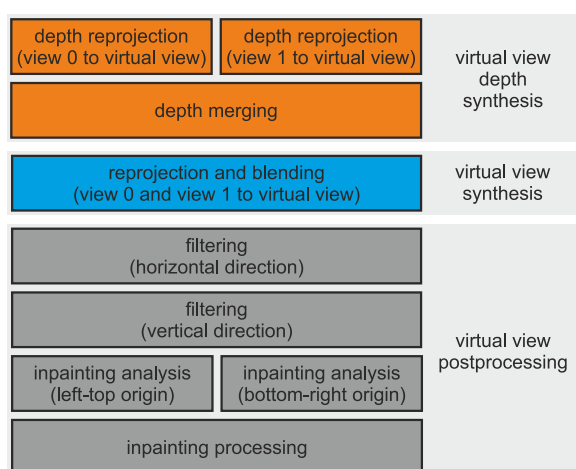 depth reprojection
(view 0 to virtual view)
depth reprojection
(view 1 to virtual view)
depth merging
virtual view
depth
synthesis
reprojection and blending
(view 0 and view 1 to virtual view)
virtual view
synthesis
filtering
(horizontal direction)
filtering
(vertical direction)
inpainting analysis
(left-top origin)
inpainting analysis
(bottom-right origin)
inpainting processing
virtual view
postprocessing